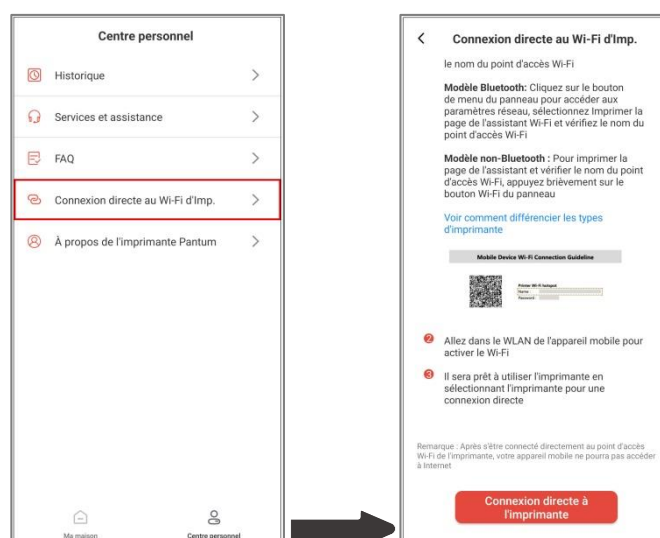 Centre personnel
Historique
Services et assistance
FAQ
Connexion directe au Wi-Fi d'Imp.
À propos de l'imprimante Pantum
Ma maison
Centre personnel
Connexion directe au Wi-Fi d'Imp.
le nom du point d'accès Wi-Fi
Modèle Bluetooth: Cliquez sur le bouton
de menu du panneau pour accéder aux
paramètres réseau, sélectionnez Imprimer la
page de l'assistant Wi-Fi et vérifiez le nom du
point d'accès Wi-Fi
Modèle non-Bluetooth : Pour imprimer la
page de l'assistant et vérifier le nom du point
d'accès Wi-Fi, appuyez brièvement sur le
bouton Wi-Fi du panneau
Voir comment différencier les types
d'imprimante
Mobile Device Wi-Fi Connection Guideline
Printer Wi-Fi hotspot
Name
Password
2 Allez dans le WLAN de l'appareil mobile pour
activer le Wi-Fi
3 Il sera prêt à utiliser l'imprimante en
sélectionnant l'imprimante pour une
connexion directe
Remarque : Après s'être connecté directement au point d'accès
Wi-Fi de l'imprimante, votre appareil mobile ne pourra pas accéder
à Internet
Connexion directe à
l'imprimante